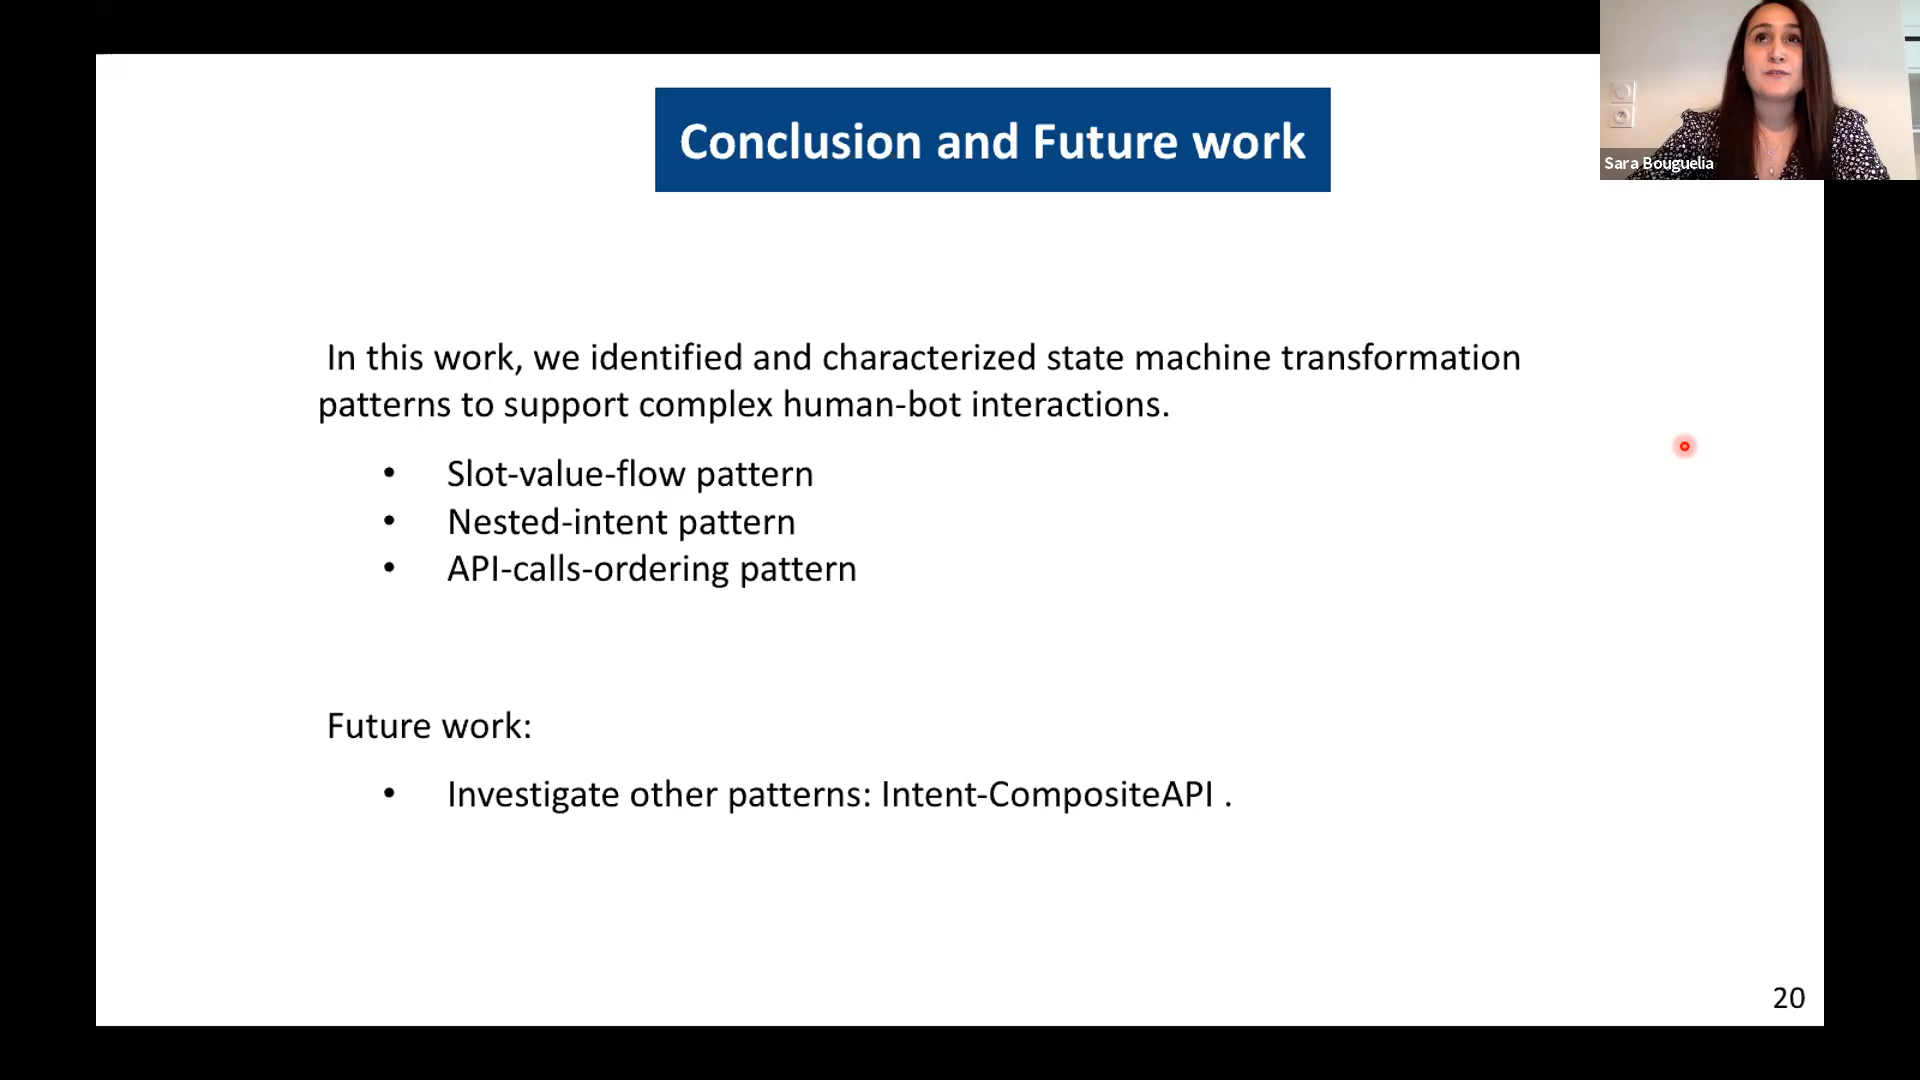 Conclusion and Future work
Sara Bouguelia
In this work, we identified and characterized state machine transformation
patterns to support complex human-bot interactions.
• Slot-value-flow pattern
• Nested-intent pattern
• API-calls-ordering pattern
Future work:
• Investigate other patterns: Intent-CompositeAPI .
20